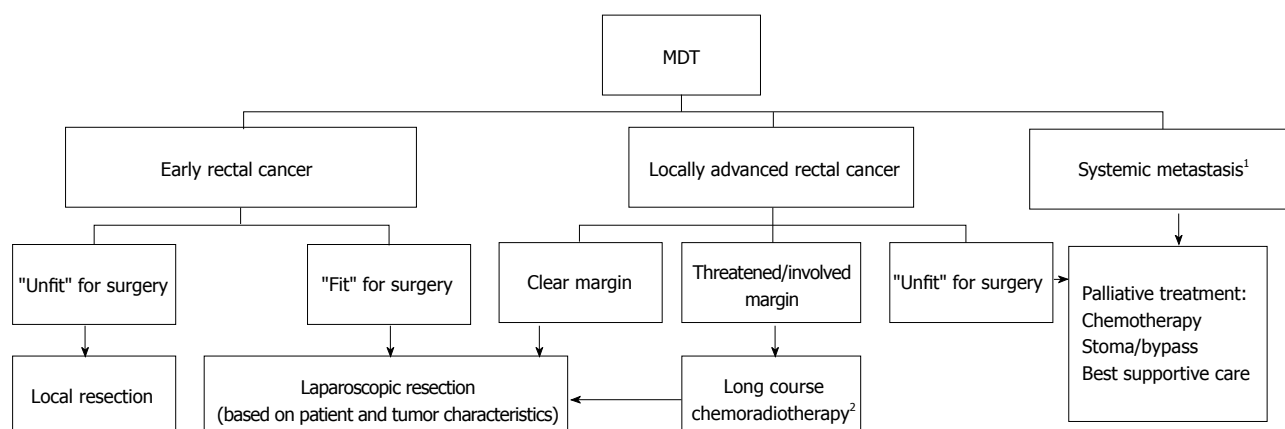 MDT
Early rectal cancer
Locally advanced rectal cancer
Systemic metastasis¹
"Unfit" for surgery
"Fit" for surgery
Clear margin
Threatened/involved
margin
"Unfit" for surgery
Palliative treatment:
Chemotherapy
Stoma/bypass
Best supportive care
Local resection
Laparoscopic resection
(based on patient and tumor characteristics)
Long course
chemoradiotherapy²